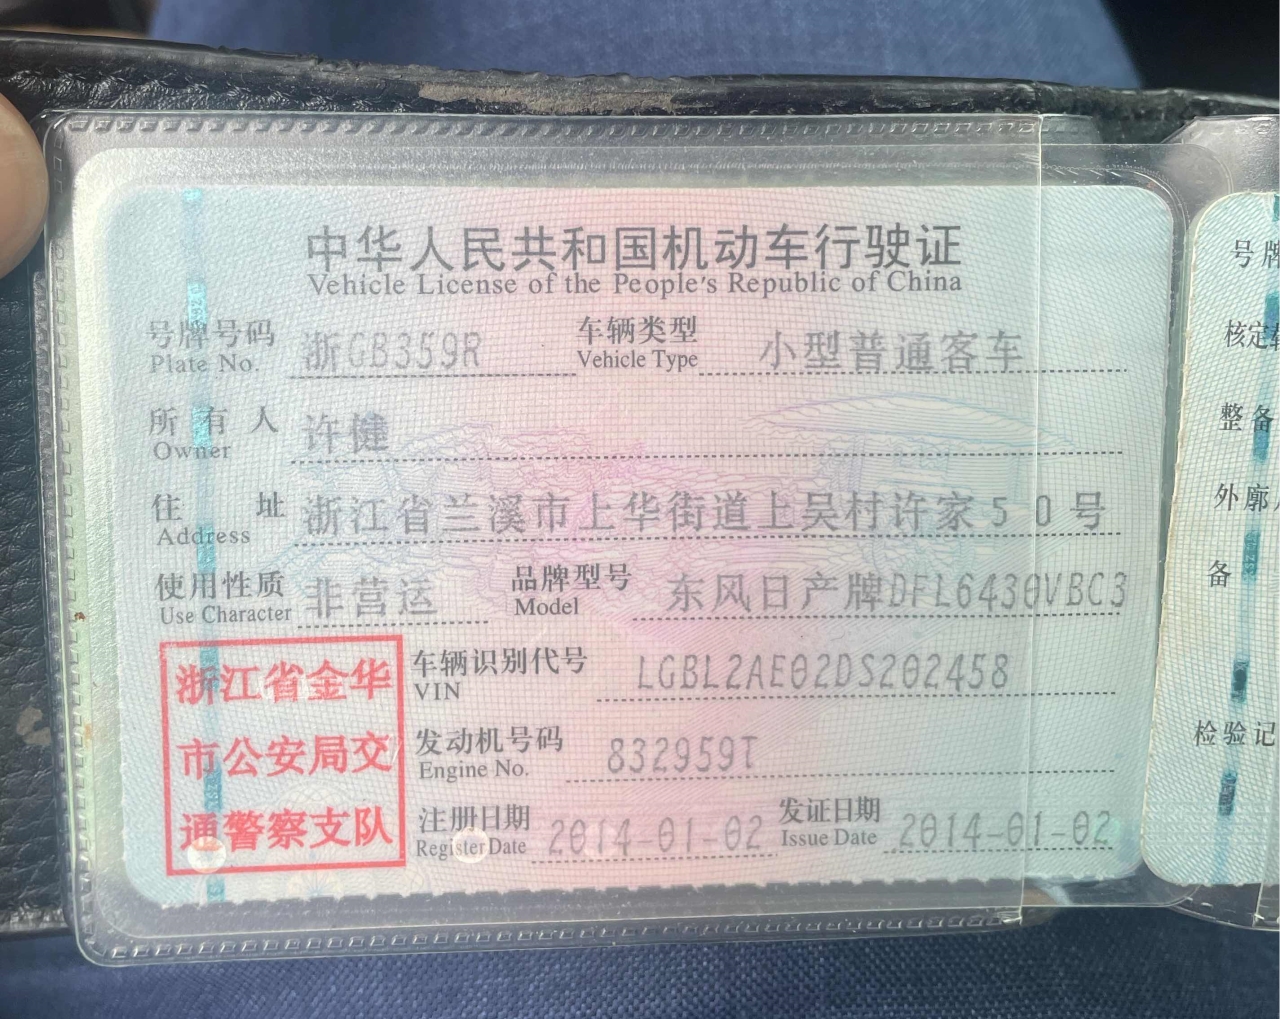 中华人民共和国机动车行驶证
Vehicle License of the People's Republic of China
号牌号码 浙GB359R 车辆类型 小型普通客车
Plate No. Vehicle Type
所有人 许健
Owner
住址 浙江省兰溪市上华街道上吴村许家50号
Address
使用性质 非营运 品牌型号 东风日产牌DFL6430VBC3
Use Character Model
浙江省金华
市公安局交
通警察支队
车辆识别代号 LGBL2AE02DS202458
VIN
发动机号码 832959T
Engine No.
注册日期 2014-01-02 发证日期 2014-01-02
Register Date Issue Date
号牌
核定
整备
外廓
备
检验记